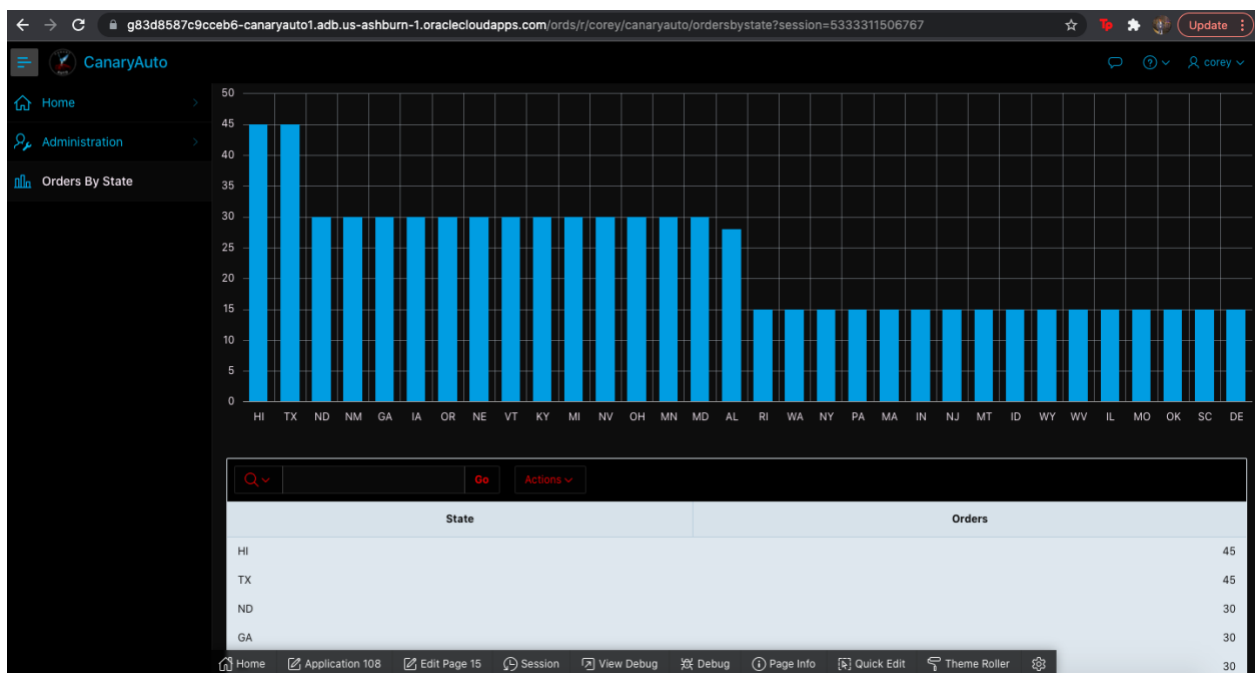 g83d8587c9cceb6-canaryauto1.adb.us-ashburn-1.oraclecloudapps.com/ords/r/corey/canaryauto/ordersbystate?session=5333311506767 Tp Update
CanaryAuto corey
Home
Administration
Orders By State
50
45
40
35
30
25
20
15
10
5
0
HI TX ND NM GA IA OR NE VT KY MI NV OH MN MD AL RI WA NY PA MA IN NJ MT ID WY WV IL MO OK SC DE
Go Actions
State Orders
HI 45
TX 45
ND 30
GA 30
30
Home Application 108 Edit Page 15 Session View Debug Debug Page Info Quick Edit Theme Roller